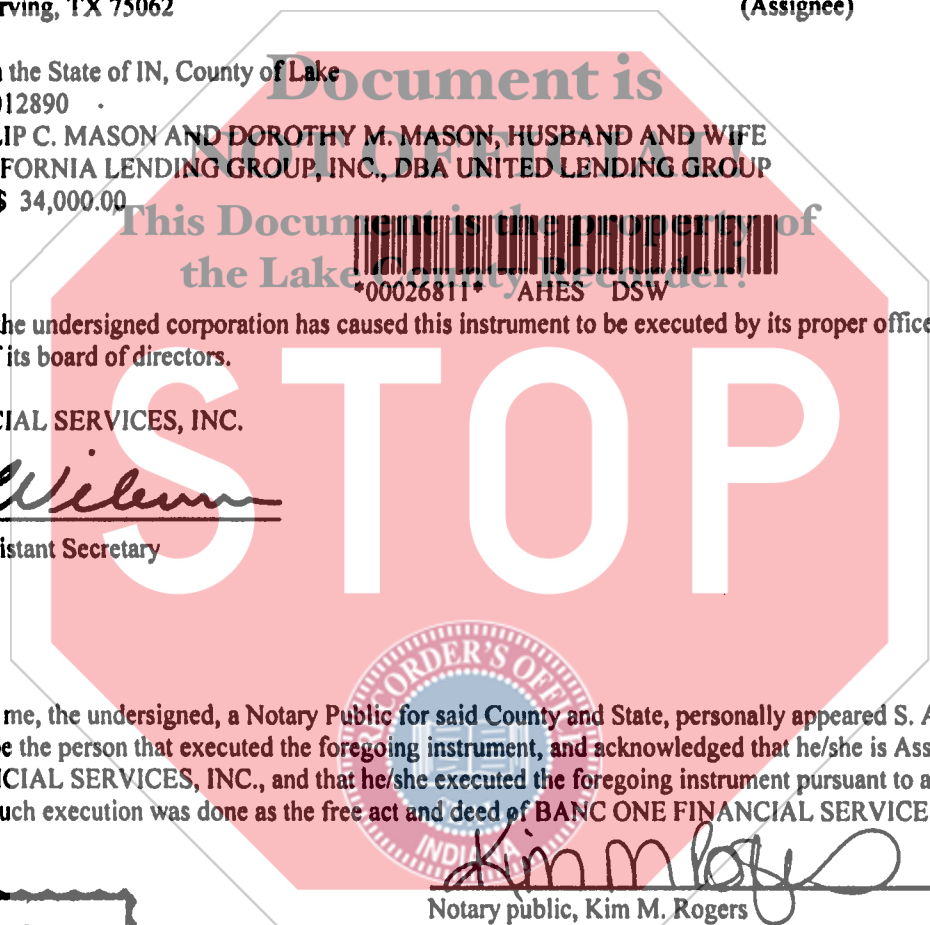 rving, TX 75062 (Assignee)
the State of IN, County of Lake
Document is
012890
IP C. MASON AND DOROTHY M. MASON, HUSBAND AND WIFE
NOT OFFICIAL!
FORNIA LENDING GROUP, INC., DBA UNITED LENDING GROUP
$ 34,000.00
This Document is the property of
the Lake County Recorder!
*00026811* AHES DSW
he undersigned corporation has caused this instrument to be executed by its proper office
its board of directors.
STOP
CIAL SERVICES, INC.
istant Secretary
RECORDER'S OFFICE
me, the undersigned, a Notary Public for said County and State, personally appeared S. A
e the person that executed the foregoing instrument, and acknowledged that he/she is Ass
CIAL SERVICES, INC., and that he/she executed the foregoing instrument pursuant to a
uch execution was done as the free act and deed of BANC ONE FINANCIAL SERVICE
INDIANA
Kim M Rogers
Notary public, Kim M. Rogers